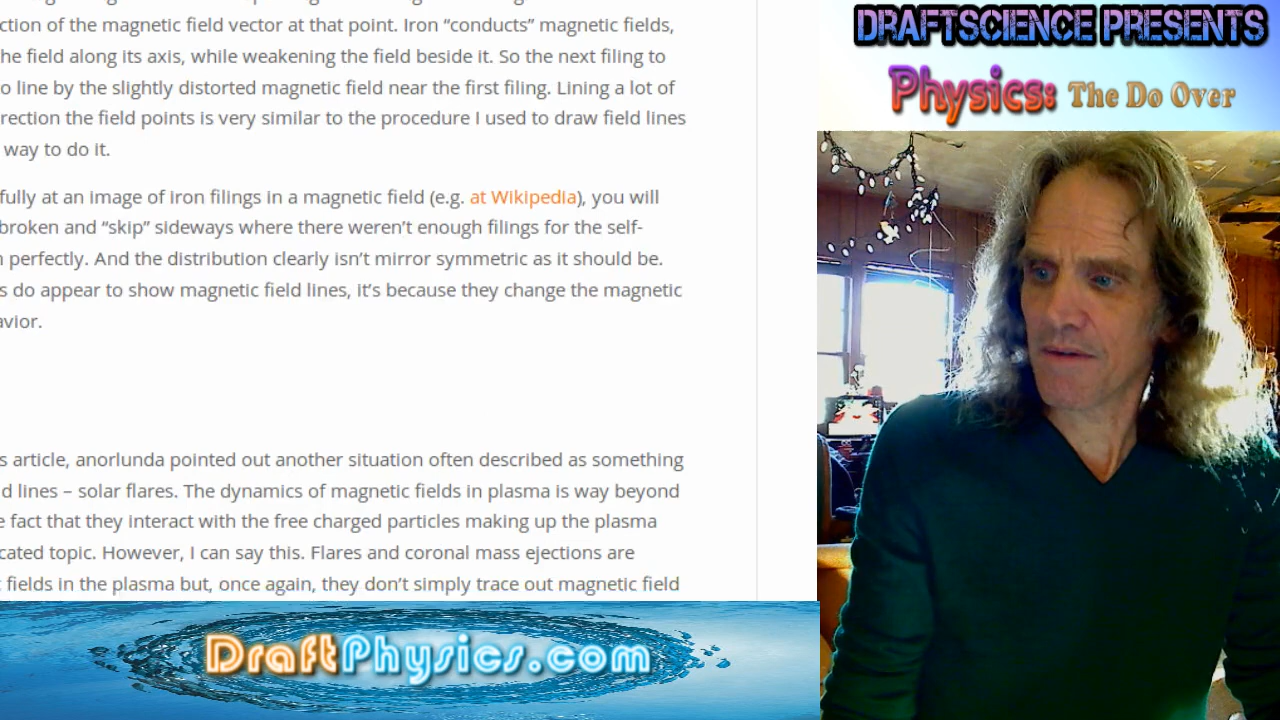 ction of the magnetic field vector at that point. Iron “conducts” magnetic fields,
he field along its axis, while weakening the field beside it. So the next filing to
o line by the slightly distorted magnetic field near the first filing. Lining a lot of
rection the field points is very similar to the procedure I used to draw field lines
way to do it.
fully at an image of iron filings in a magnetic field (e.g. at Wikipedia), you will
broken and “skip” sideways where there weren’t enough filings for the self-
perfectly. And the distribution clearly isn’t mirror symmetric as it should be.
s do appear to show magnetic field lines, it’s because they change the magnetic
avior.
s article, anorlunda pointed out another situation often described as something
d lines – solar flares. The dynamics of magnetic fields in plasma is way beyond
e fact that they interact with the free charged particles making up the plasma
cated topic. However, I can say this. Flares and coronal mass ejections are
fields in the plasma but, once again, they don’t simply trace out magnetic field
DraftPhysics.com
DRAFTSCIENCE PRESENTS
Physics: The Do Over